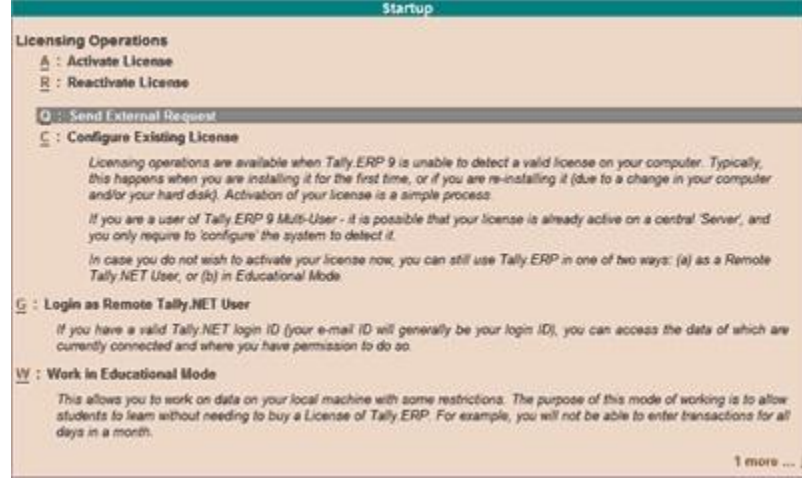 Startup
Licensing Operations
A : Activate License
R : Reactivate License
Q : Send External Request
C : Configure Existing License
Licensing operations are available when Tally.ERP 9 is unable to detect a valid license on your computer. Typically,
this happens when you are installing it for the first time, or if you are re-installing it (due to a change in your computer
and/or your hard disk). Activation of your license is a simple process.
If you are a user of Tally.ERP 9 Multi-User - it is possible that your license is already active on a central 'Server', and
you only require to 'configure' the system to detect it.
In case you do not wish to activate your license now, you can still use Tally.ERP in one of two ways: (a) as a Remote
Tally.NET User, or (b) in Educational Mode.
G : Login as Remote Tally.NET User
If you have a valid Tally.NET login ID (your e-mail ID will generally be your login ID), you can access the data of which are
currently connected and where you have permission to do so.
W : Work in Educational Mode
This allows you to work on data on your local machine with some restrictions. The purpose of this mode of working is to allow
students to learn without needing to buy a License of Tally.ERP. For example, you will not be able to enter transactions for all
days in a month.
1 more ...